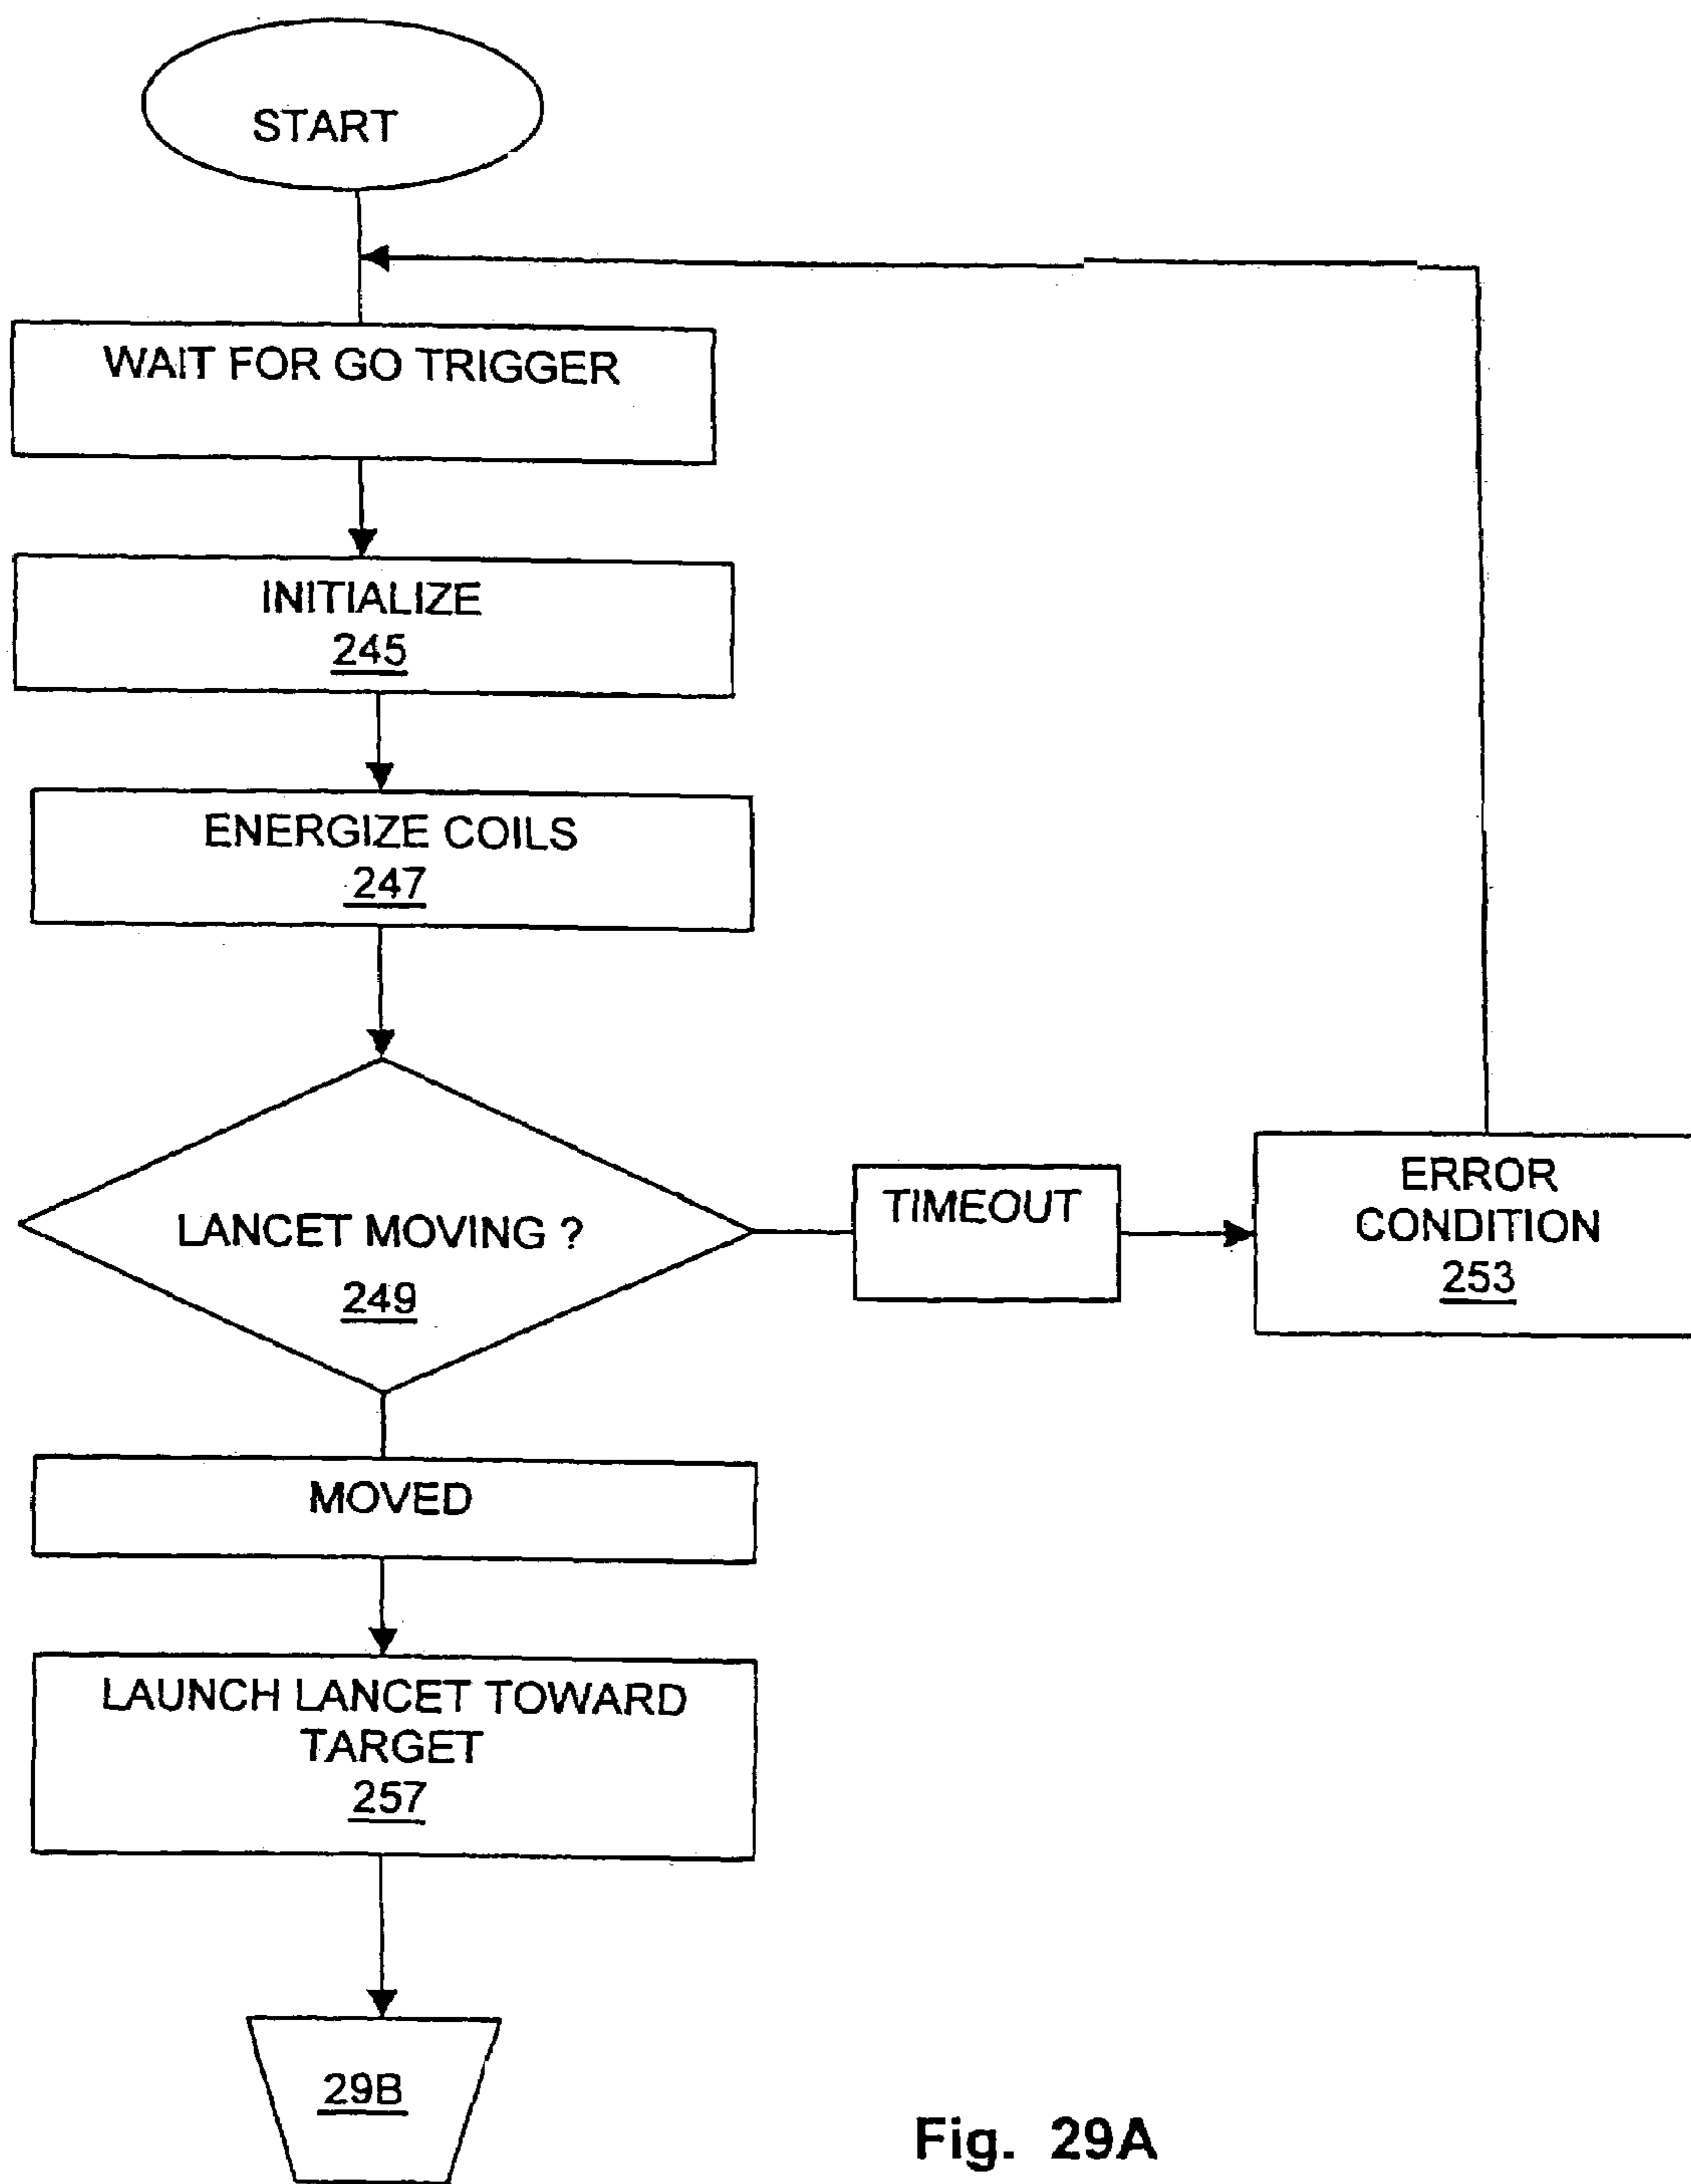 START
WAIT FOR GO TRIGGER
INITIALIZE
245
ENERGIZE COILS
247
LANCET MOVING ?
249
TIMEOUT
ERROR
CONDITION
253
MOVED
LAUNCH LANCET TOWARD
TARGET
257
29B
Fig. 29A